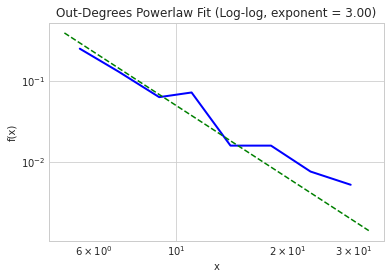 Out-Degrees Powerlaw Fit (Log-log, exponent = 3.00)
f(x)
10⁻¹
10⁻²
6 × 10⁰
10¹
2 × 10¹
3 × 10¹
x